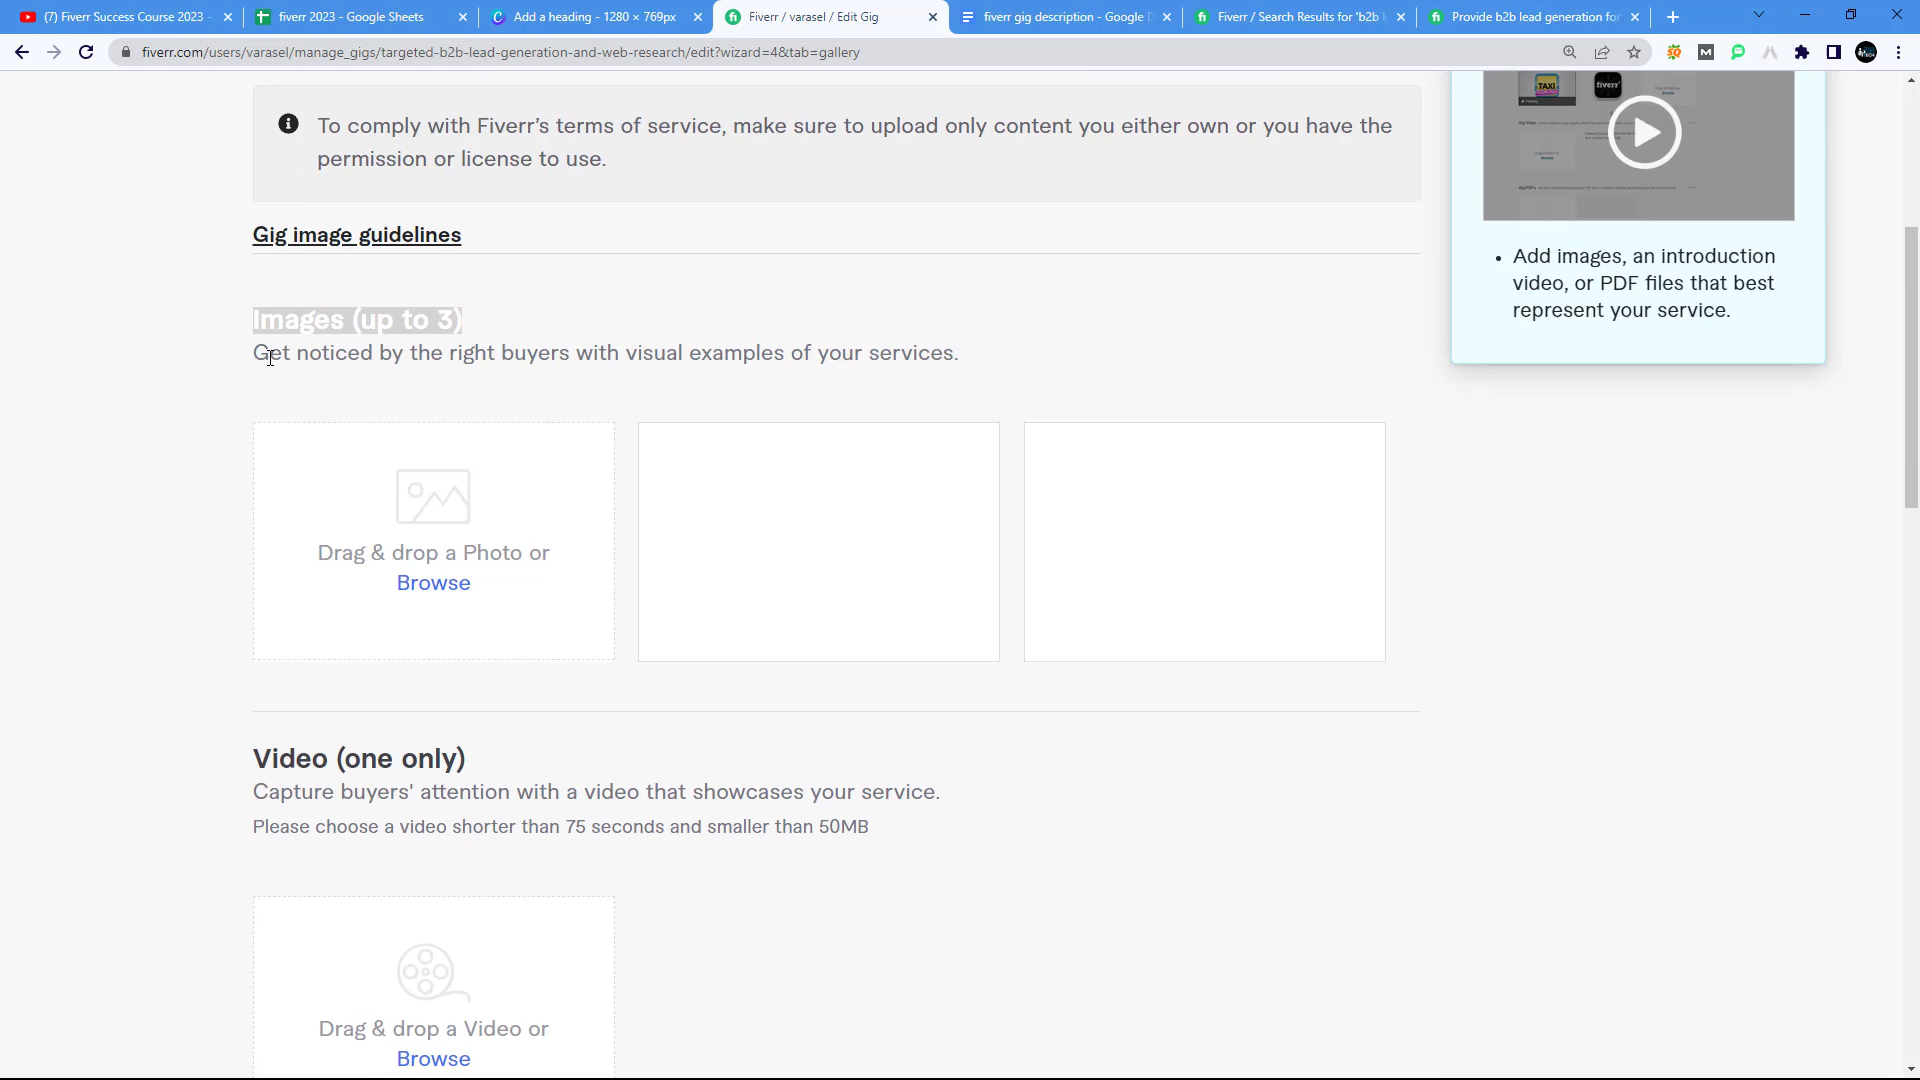 (7) Fiverr Success Course 2023 -
fiverr 2023 - Google Sheets
Add a heading - 1280 × 769px
Fiverr / varasel / Edit Gig
fiverr gig description - Google D
Fiverr / Search Results for 'b2b l
Provide b2b lead generation for
fiverr.com/users/varasel/manage_gigs/targeted-b2b-lead-generation-and-web-research/edit?wizard=4&tab=gallery
To comply with Fiverr's terms of service, make sure to upload only content you either own or you have the
permission or license to use.
Gig image guidelines
Images (up to 3)
Get noticed by the right buyers with visual examples of your services.
Drag & drop a Photo or
Browse
Video (one only)
Capture buyers' attention with a video that showcases your service.
Please choose a video shorter than 75 seconds and smaller than 50MB
Drag & drop a Video or
Browse
TAXI
fiverr
• Add images, an introduction
video, or PDF files that best
represent your service.